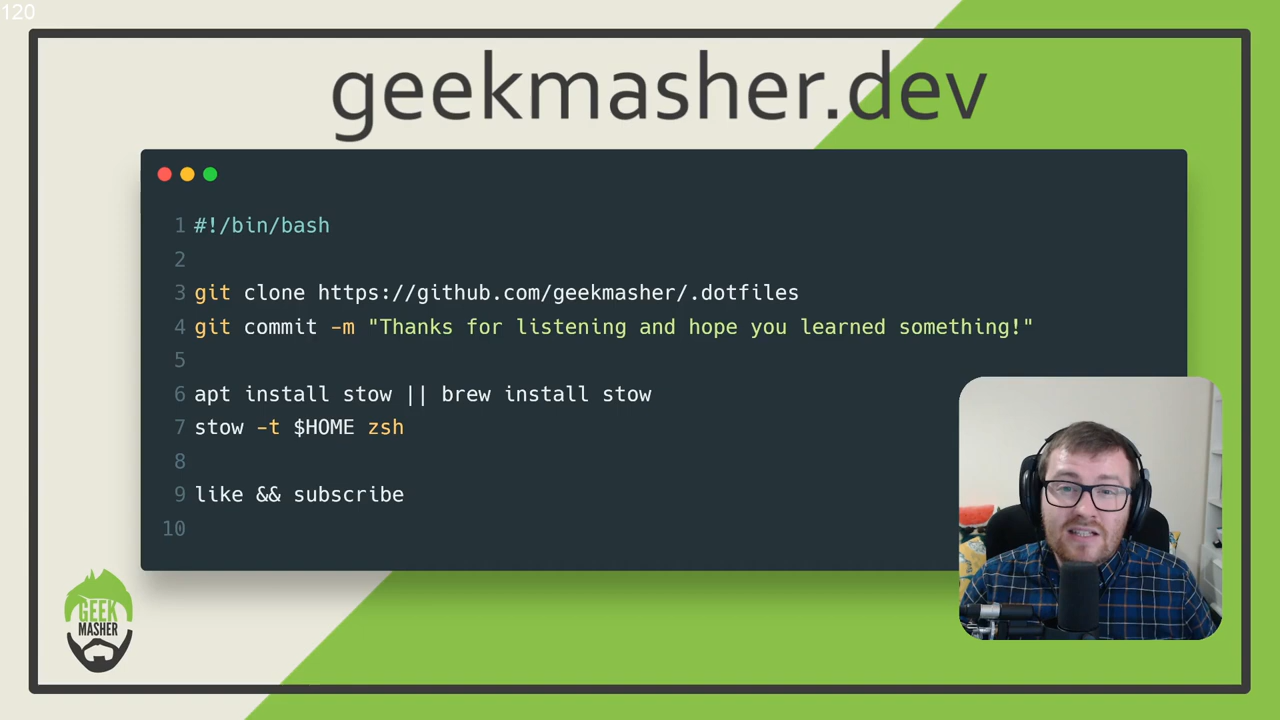 120
geekmasher.dev
1 #!/bin/bash
2
3 git clone https://github.com/geekmasher/.dotfiles
4 git commit -m "Thanks for listening and hope you learned something!"
5
6 apt install stow || brew install stow
7 stow -t $HOME zsh
8
9 like && subscribe
10
GEEK
MASHER